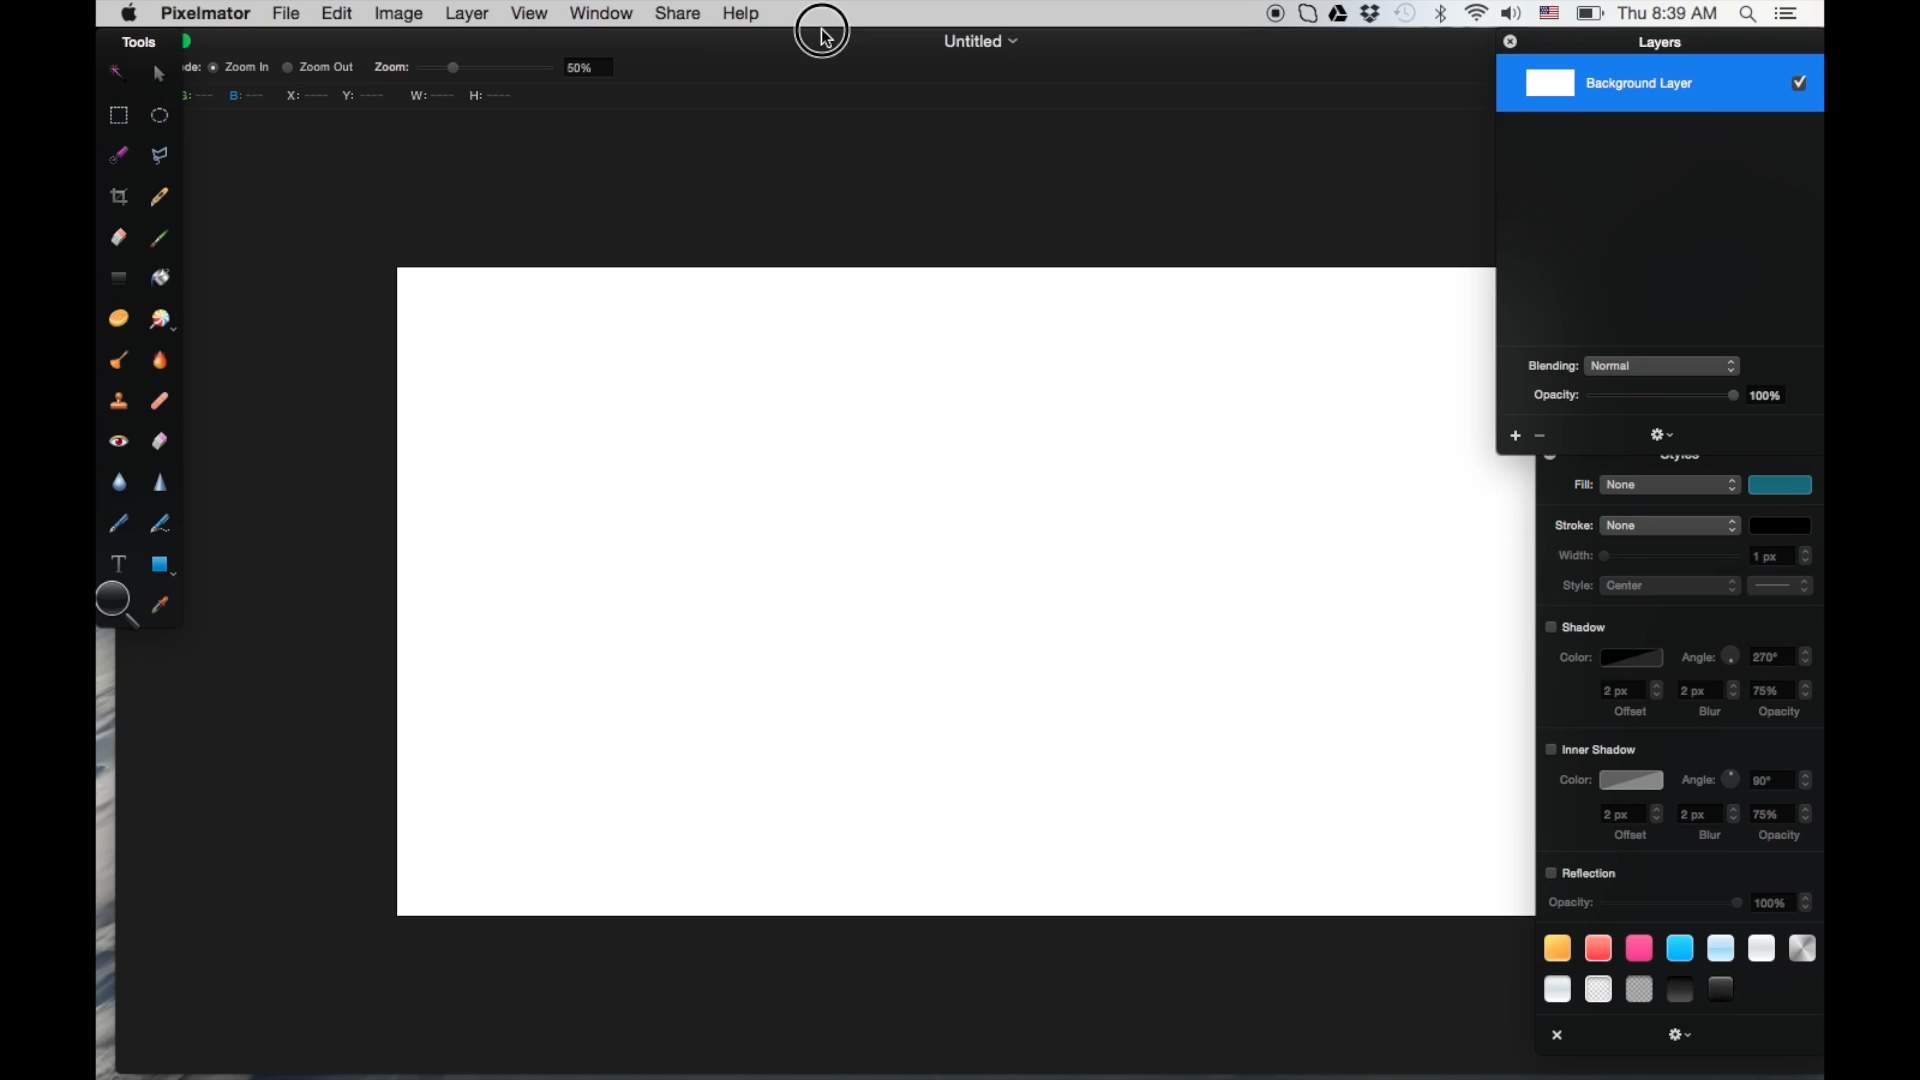 Pixelmator File Edit Image Layer View Window Share Help Thu 8:39 AM
Tools
Untitled
Layers
de: Zoom In Zoom Out Zoom: 50%
B: X: Y: W: H:
Background Layer
Blending: Normal
Opacity: 100%
+ −
Styles
Fill: None
Stroke: None
Width: 1 px
Style: Center
T
Shadow
Color: Angle: 270°
2 px 2 px 75%
Offset Blur Opacity
Inner Shadow
Color: Angle: 90°
2 px 2 px 75%
Offset Blur Opacity
Reflection
Opacity: 100%